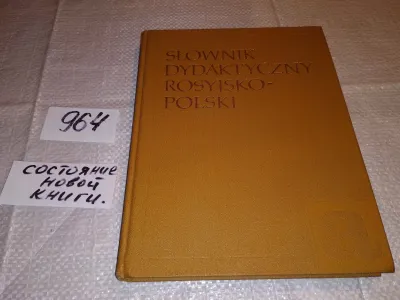 SŁOWNIK
DYDAKTYCZNY
ROSYJSKO-
POLSKI
964
состояние
новой
книги.